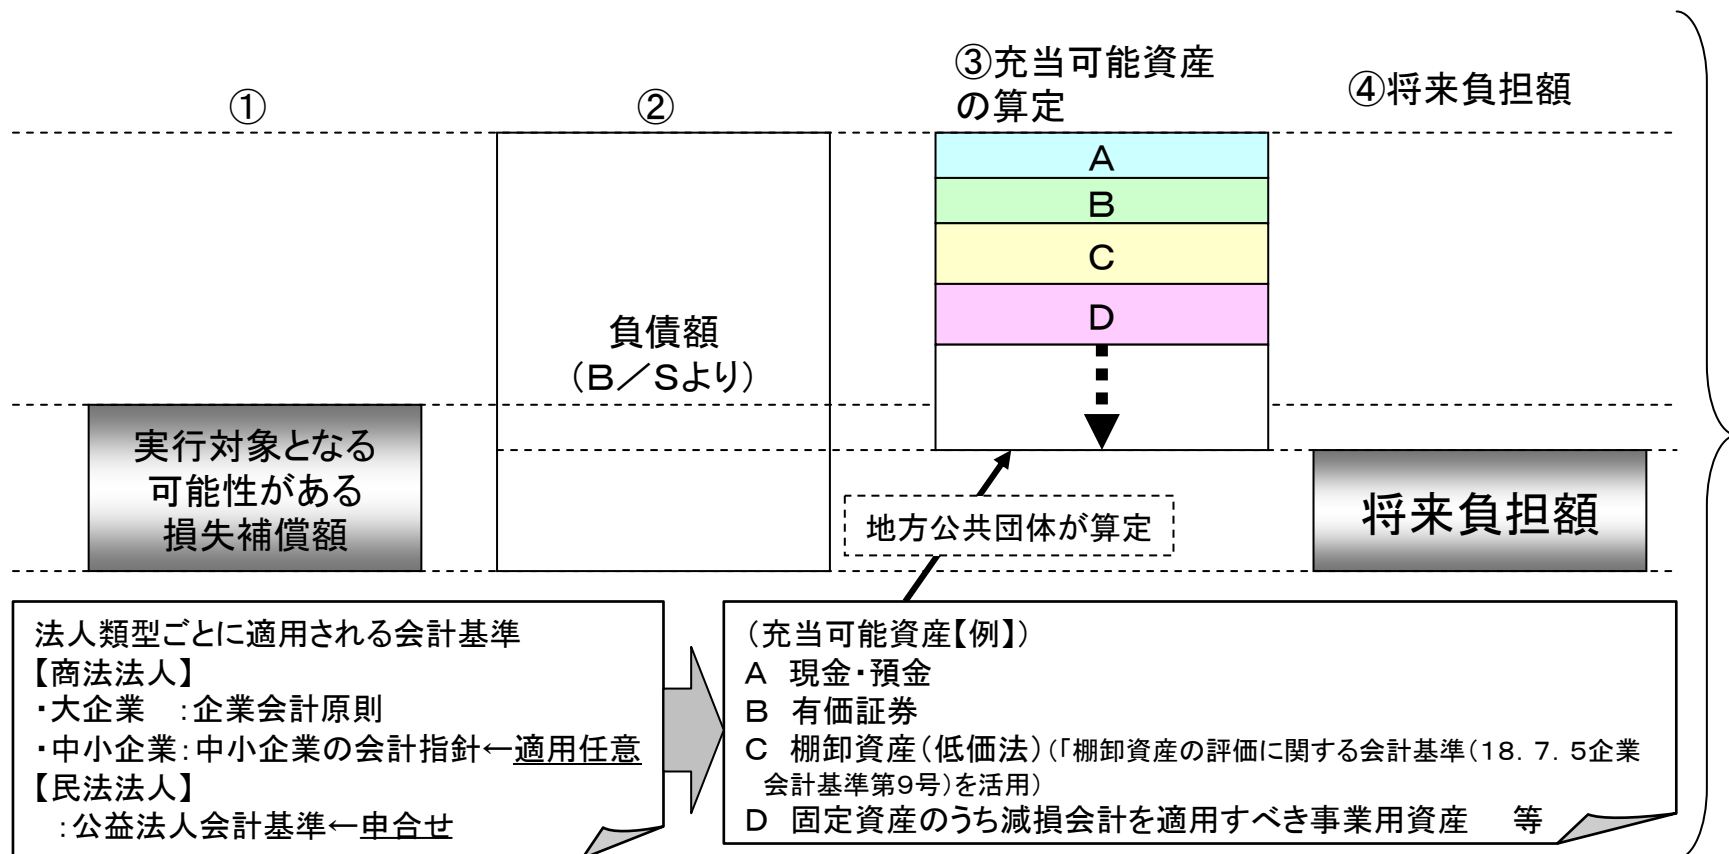 ①
②
③充当可能資産
の算定
④将来負担額
A
B
C
D
負債額
(B／Sより)
実行対象となる
可能性がある
損失補償額
地方公共団体が算定
将来負担額
法人類型ごとに適用される会計基準
【商法法人】
・大企業　：企業会計原則
・中小企業：中小企業の会計指針←適用任意
【民法法人】
：公益法人会計基準←申合せ
(充当可能資産【例】)
A 現金・預金
B 有価証券
C 棚卸資産(低価法)(「棚卸資産の評価に関する会計基準(18．7．5企業
会計基準第9号)を活用)
D 固定資産のうち減損会計を適用すべき事業用資産　等